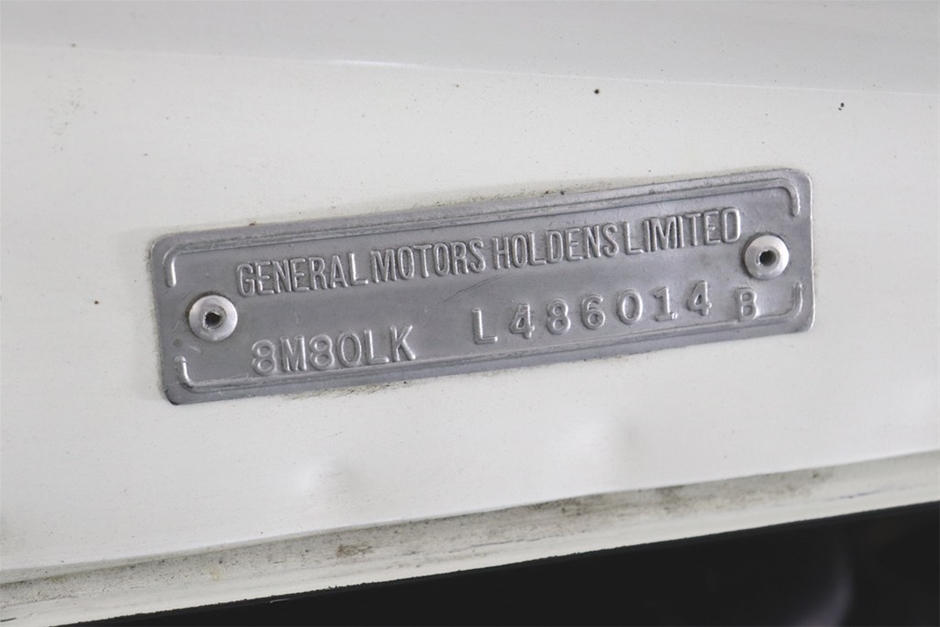 GENERAL MOTORS HOLDENS LIMITED
8M80LK L486014 B